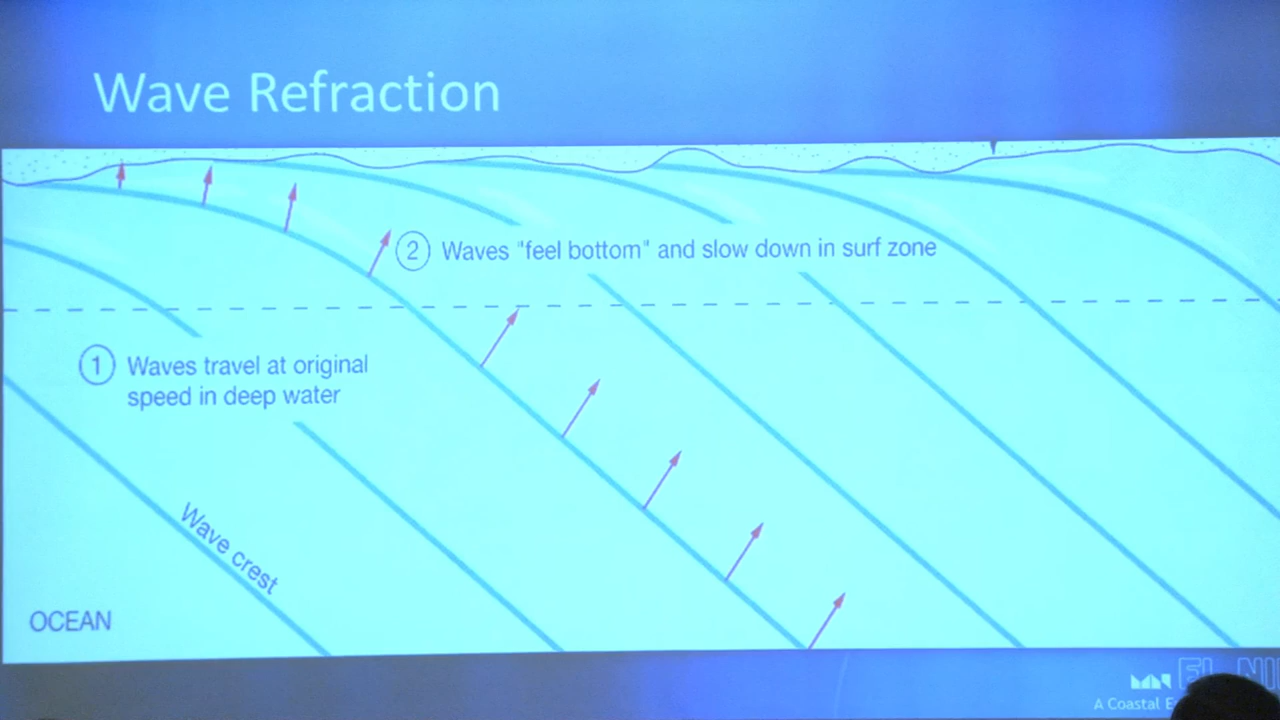 Wave Refraction
② Waves "feel bottom" and slow down in surf zone
① Waves travel at original
speed in deep water
Wave crest
OCEAN
A Coastal